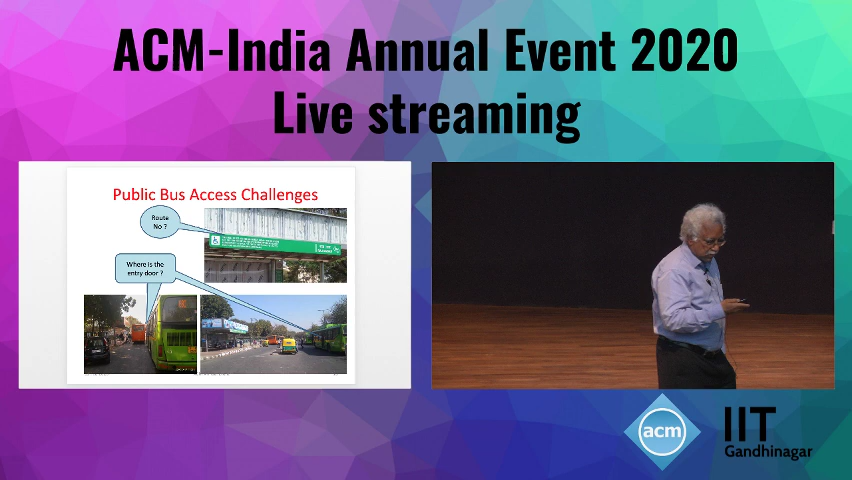 ACM-India Annual Event 2020
Live streaming
Public Bus Access Challenges
Route
No ?
Where is the
entry door ?
acm
IIT
Gandhinagar